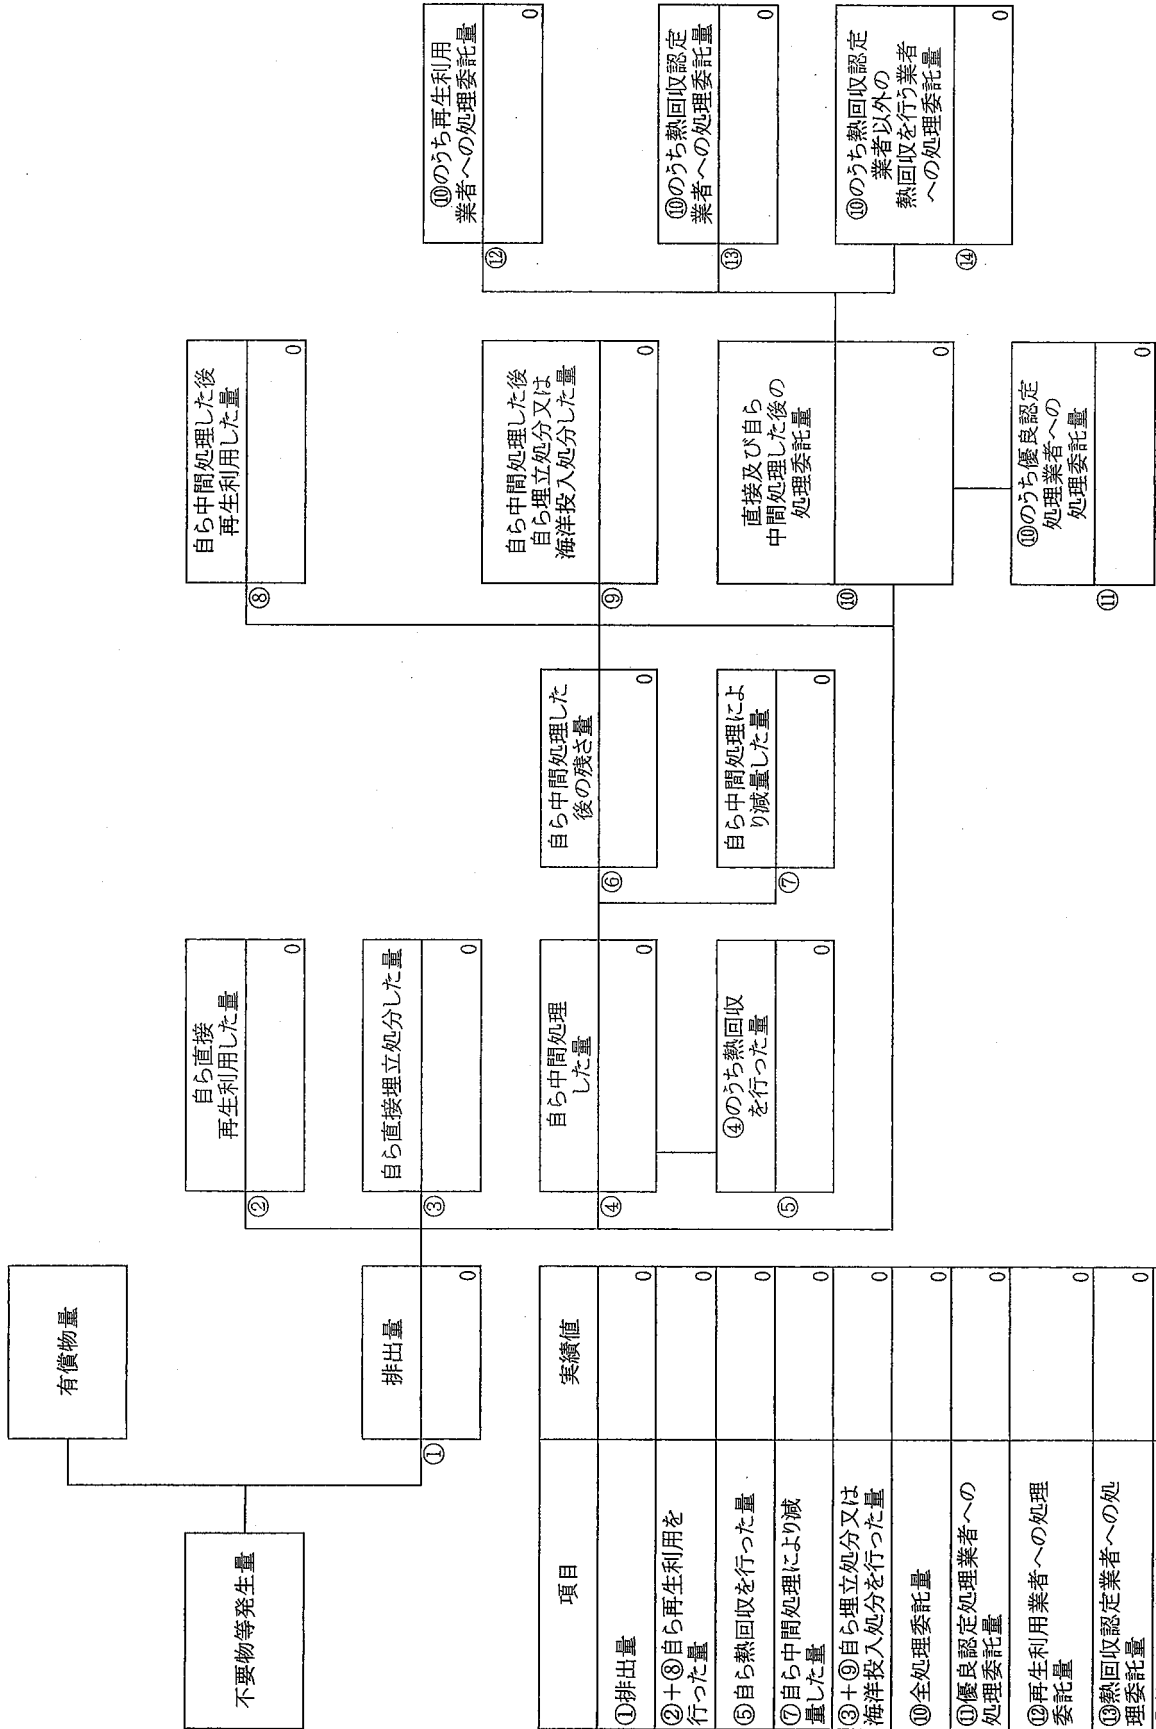 不要物等発生量
有償物量
①
排出量
0
②
自ら直接
再生利用した量
0
③
自ら直接埋立処分した量
0
④
自ら中間処理
した量
0
⑤
④のうち熱回収
を行った量
0
⑥
自ら中間処理した
後の残さ量
0
⑦
自ら中間処理によ
り減量した量
0
⑧
自ら中間処理した後
再生利用した量
0
⑨
自ら中間処理した後
自ら埋立処分又は
海洋投入処分した量
0
⑩
直接及び自ら
中間処理した後の
処理委託量
0
⑪
⑩のうち優良認定
処理業者への
処理委託量
0
⑫
⑩のうち再生利用
業者への処理委託量
0
⑬
⑩のうち熱回収認定
業者への処理委託量
0
⑭
⑩のうち熱回収認定
業者以外の
熱回収を行う業者
への処理委託量
0
項目 実績値
①排出量 0
②+⑧自ら再生利用を
行った量 0
⑤自ら熱回収を行った量 0
⑦自ら中間処理により減
量した量 0
③+⑨自ら埋立処分又は
海洋投入処分を行った量 0
⑩全処理委託量 0
⑪優良認定処理業者への
処理委託量 0
⑫再生利用業者への処理
委託量 0
⑬熱回収認定業者への処
理委託量 0